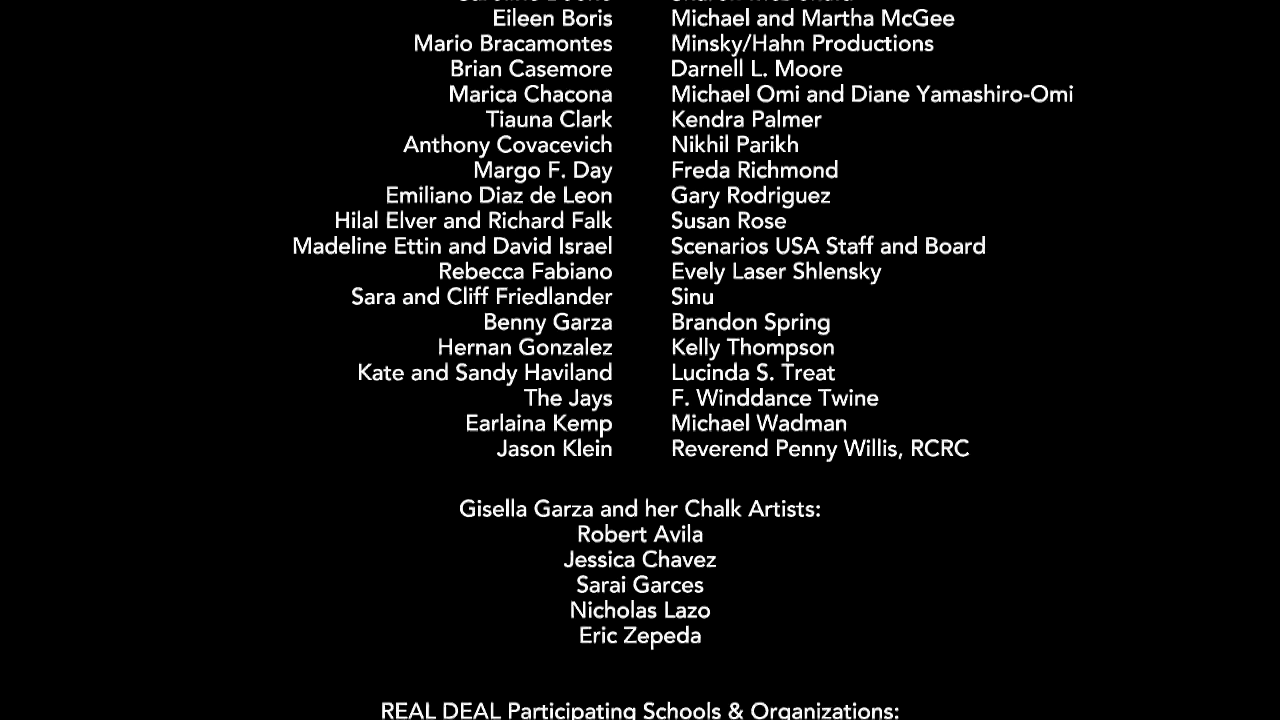 Eileen Boris Michael and Martha McGee
Mario Bracamontes Minsky/Hahn Productions
Brian Casemore Darnell L. Moore
Marica Chacona Michael Omi and Diane Yamashiro-Omi
Tiauna Clark Kendra Palmer
Anthony Covacevich Nikhil Parikh
Margo F. Day Freda Richmond
Emiliano Diaz de Leon Gary Rodriguez
Hilal Elver and Richard Falk Susan Rose
Madeline Ettin and David Israel Scenarios USA Staff and Board
Rebecca Fabiano Evely Laser Shlensky
Sara and Cliff Friedlander Sinu
Benny Garza Brandon Spring
Hernan Gonzalez Kelly Thompson
Kate and Sandy Haviland Lucinda S. Treat
The Jays F. Winddance Twine
Earlaina Kemp Michael Wadman
Jason Klein Reverend Penny Willis, RCRC
Gisella Garza and her Chalk Artists:
Robert Avila
Jessica Chavez
Sarai Garces
Nicholas Lazo
Eric Zepeda
REAL DEAL Participating Schools & Organizations: